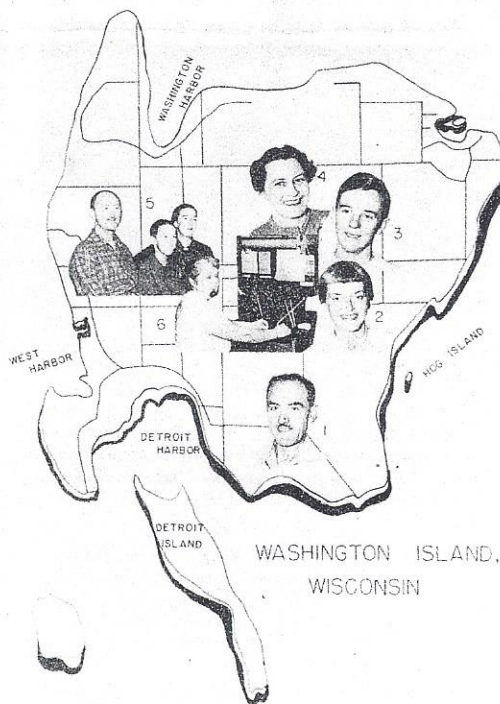 WASHINGTON
HARBOR
4
5
3
2
6
WEST
HARBOR
HOG ISLAND
1
DETROIT
HARBOR
DETROIT
ISLAND
WASHINGTON ISLAND,
WISCONSIN